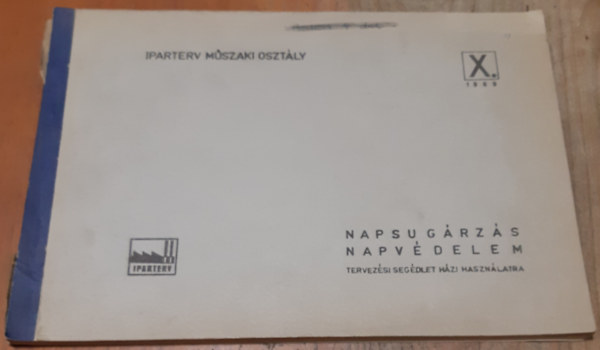 IPARTERV MŰSZAKI OSZTÁLY
X.
NAPSUGÁRZÁS
NAPVÉDELEM
TERVEZÉSI SEGÉDLET HÁZI HASZNÁLATRA
IPARTERV